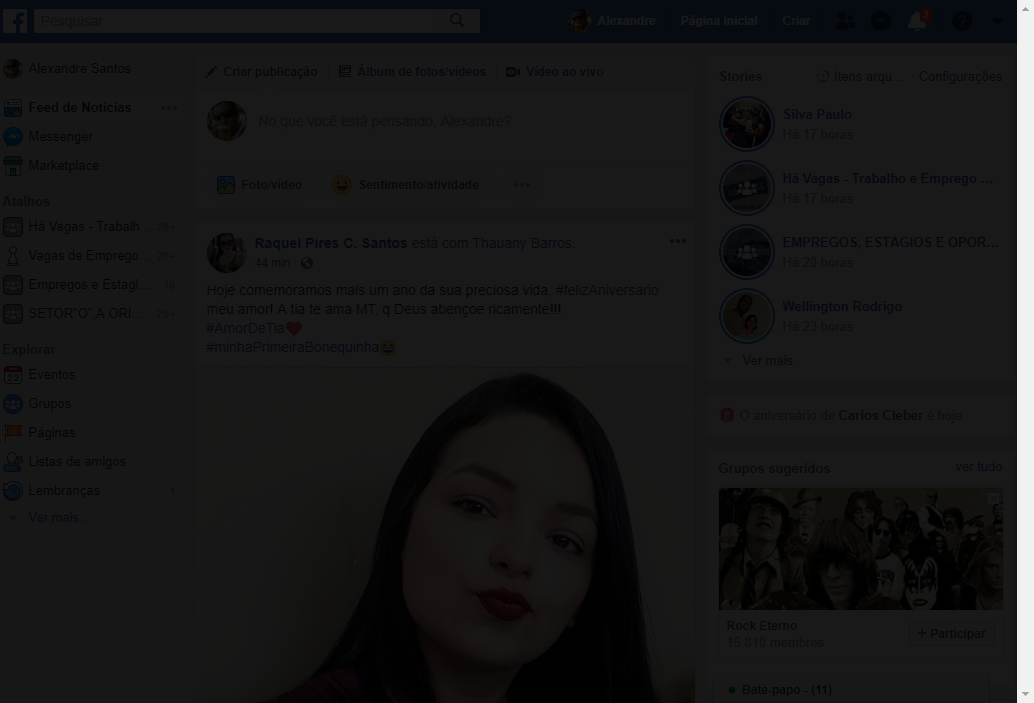 Pesquisar
Alexandre
Página inicial
Criar
Alexandre Santos
Feed de Notícias
Messenger
Marketplace
Atalhos
Há Vagas - Trabalh... 20+
Vagas de Emprego... 20+
Empregos e Estagi...
SETOR"O" A ORI... 20+
Explorar
Eventos
Grupos
Páginas
Listas de amigos
Lembranças 1
Ver mais...
Criar publicação
Álbum de fotos/vídeos
Vídeo ao vivo
No que você está pensando, Alexandre?
Foto/vídeo
Sentimento/atividade
Raquel Pires C. Santos está com Thauany Barros.
44 min
Hoje comemoramos mais um ano da sua preciosa vida, #felizAniversario
meu amor! A tia te ama MT, q Deus abençoe ricamente!!!
#AmorDeTia❤️
#minhaPrimeiraBonequinha😂
Stories
Itens arqu... · Configurações
Silva Paulo
Há 17 horas
Há Vagas - Trabalho e Emprego ...
Há 17 horas
EMPREGOS, ESTÁGIOS E OPOR...
Há 20 horas
Wellington Rodrigo
Há 23 horas
Ver mais
O aniversário de Carlos Cleber é hoje
Grupos sugeridos
ver tudo
Rock Eterno
15.810 membros
+ Participar
Bate-papo - (11)